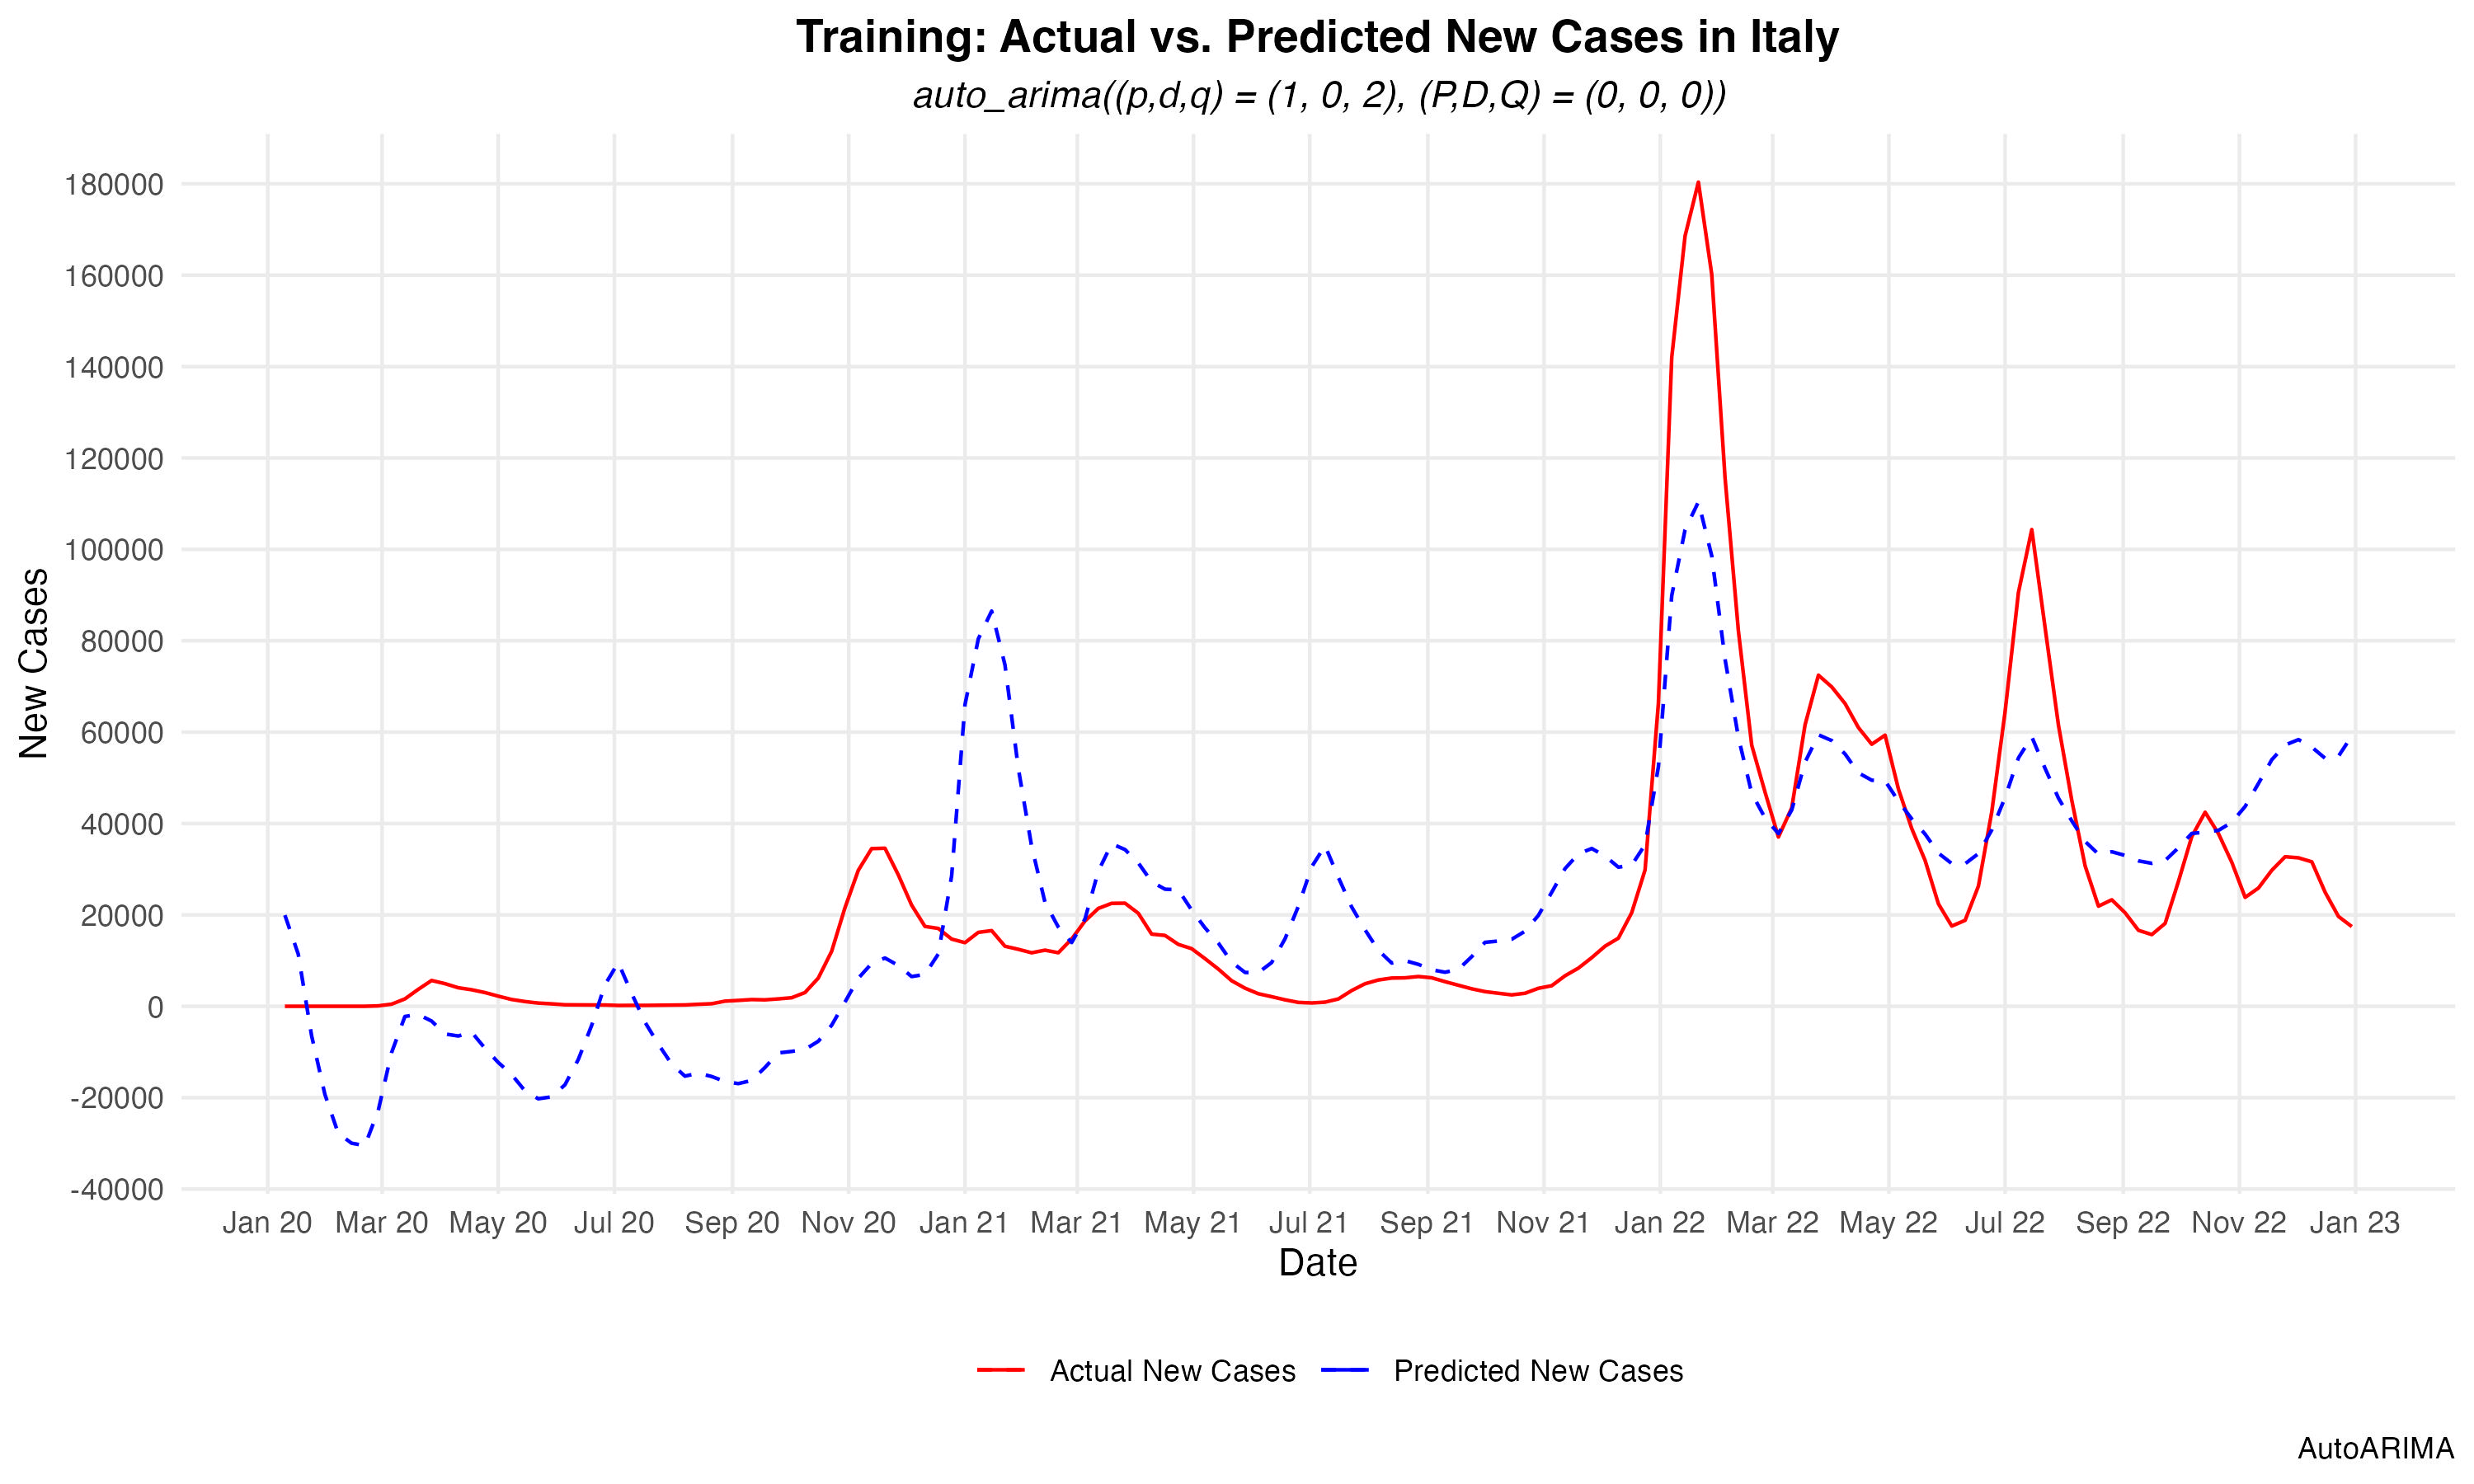 Training: Actual vs. Predicted New Cases in Italy
auto_arima((p,d,q) = (1, 0, 2), (P,D,Q) = (0, 0, 0))
New Cases
180000
160000
140000
120000
100000
80000
60000
40000
20000
0
-20000
-40000
Jan 20 Mar 20 May 20 Jul 20 Sep 20 Nov 20 Jan 21 Mar 21 May 21 Jul 21 Sep 21 Nov 21 Jan 22 Mar 22 May 22 Jul 22 Sep 22 Nov 22 Jan 23
Date
Actual New Cases Predicted New Cases
AutoARIMA